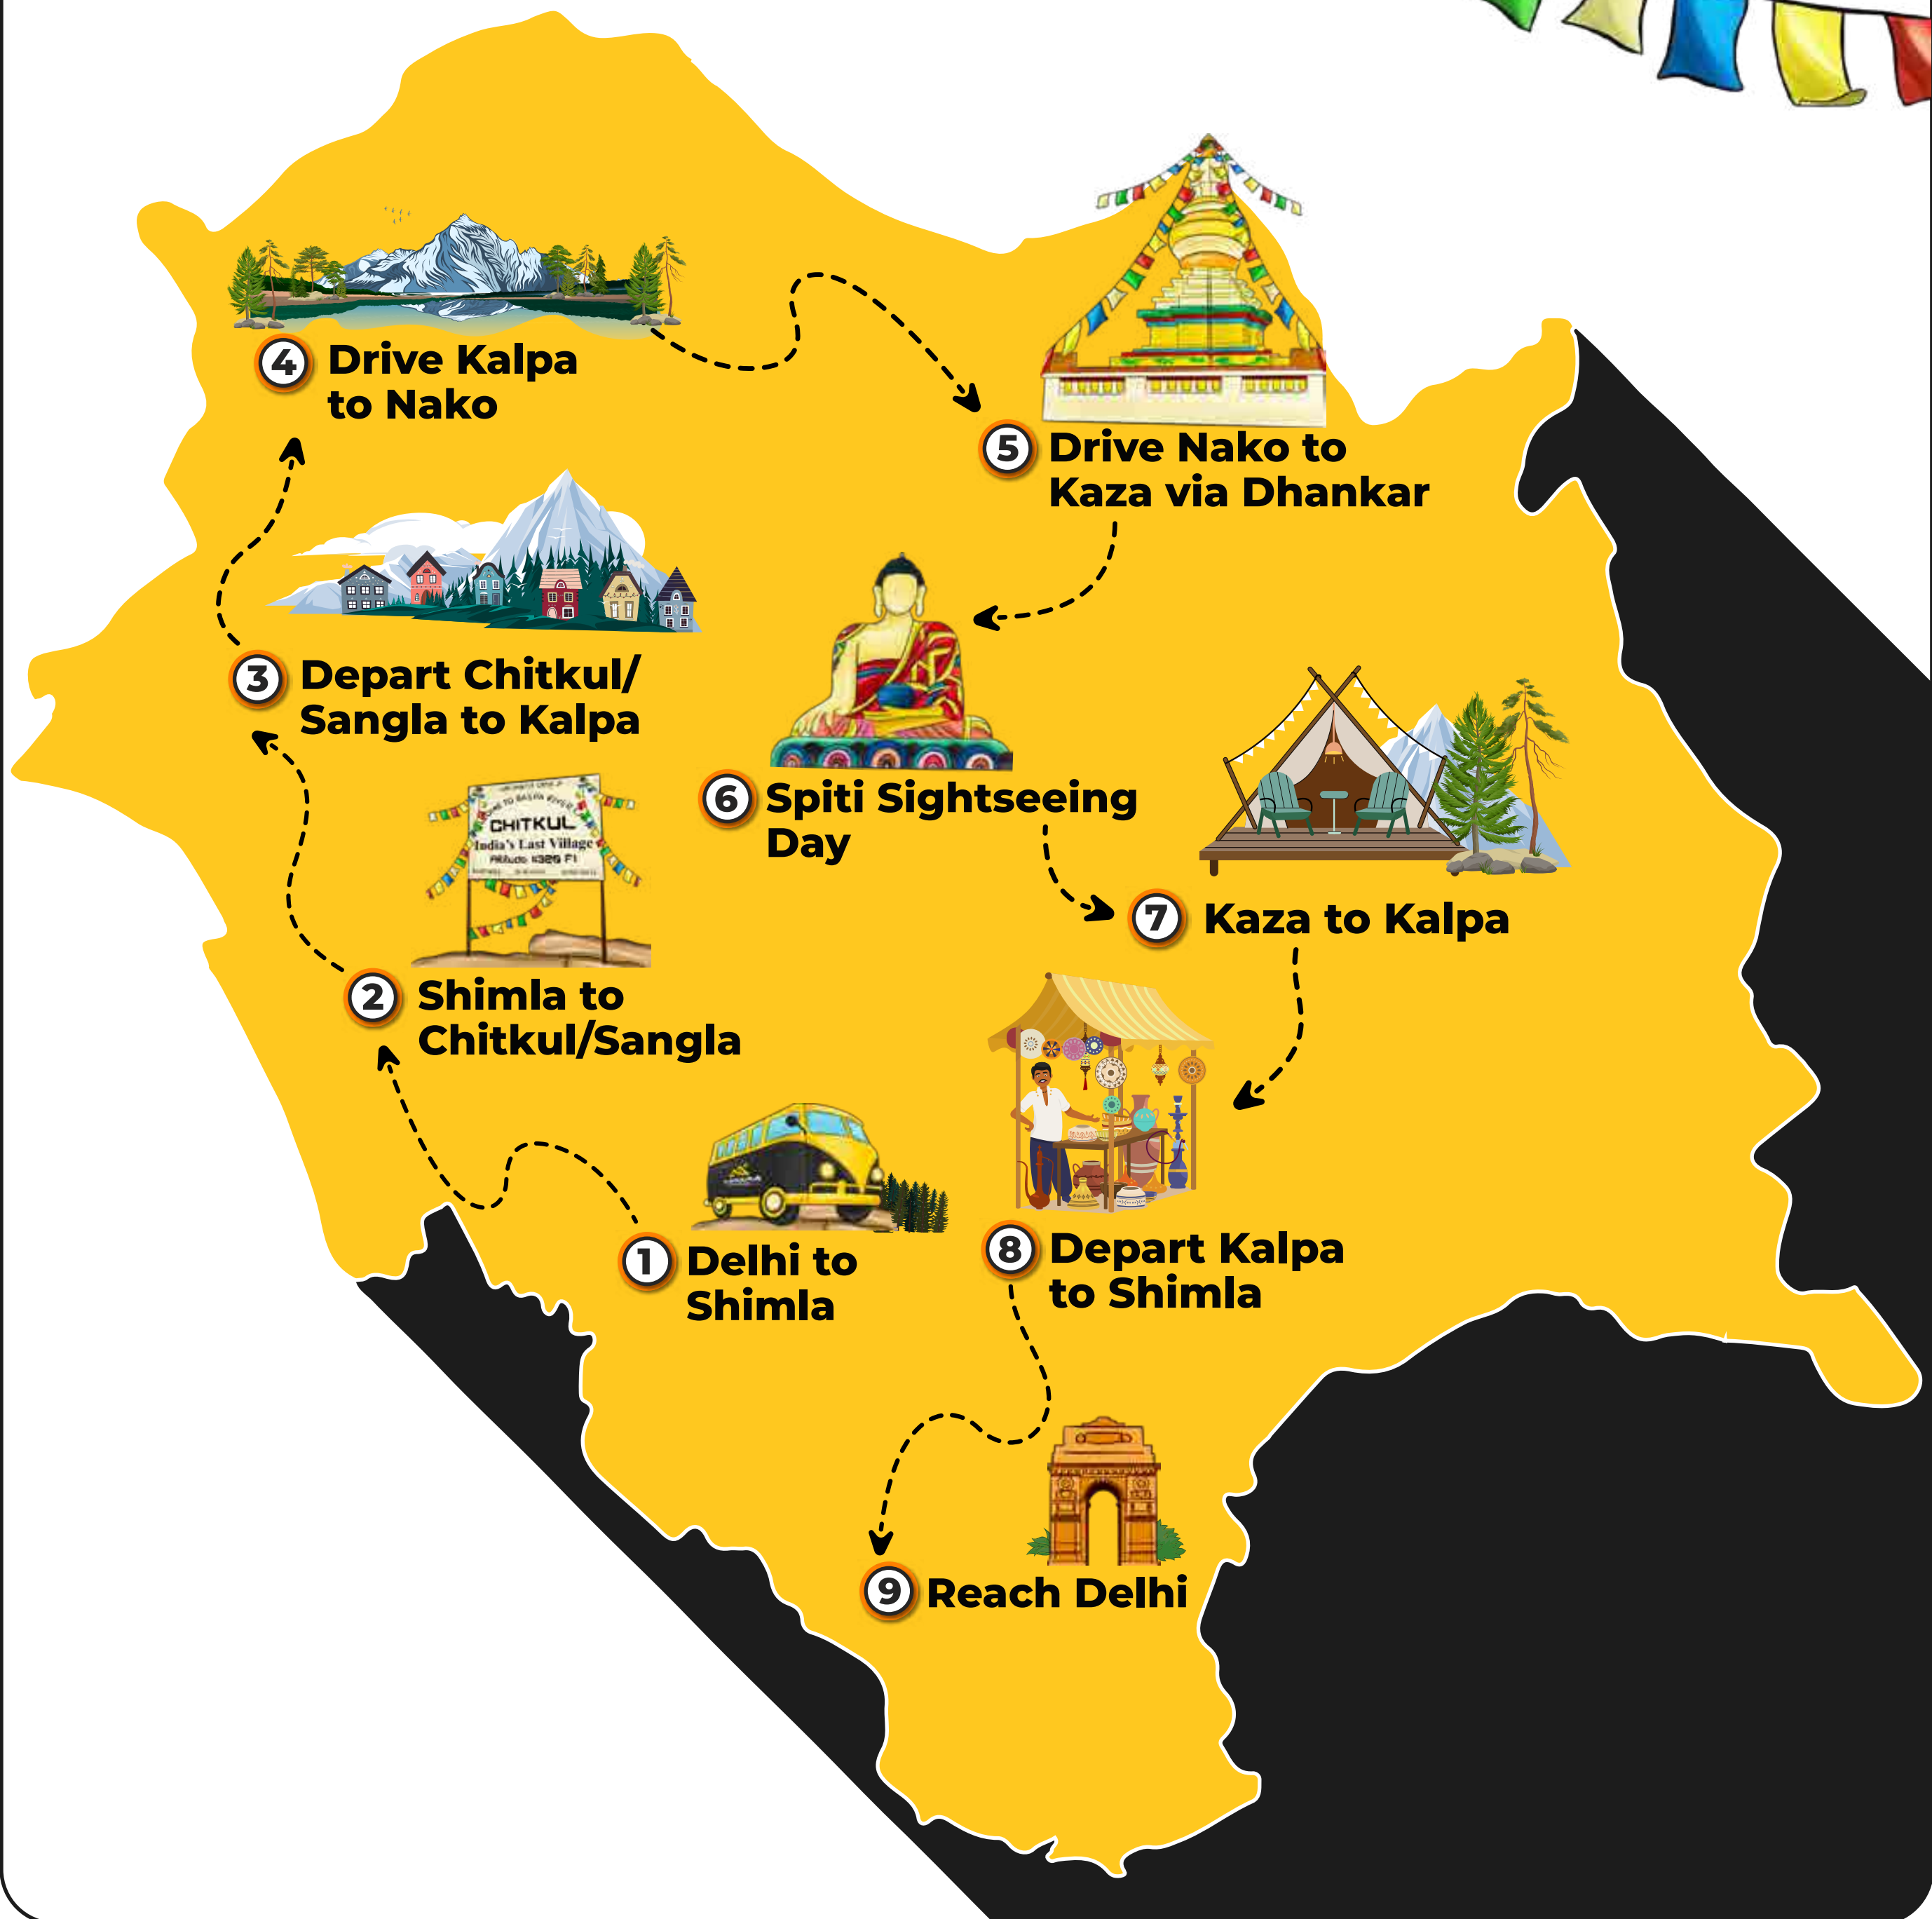 4
Drive Kalpa
to Nako
5
Drive Nako to
Kaza via Dhankar
3
Depart Chitkul/
Sangla to Kalpa
6
Spiti Sightseeing
Day
CHITKUL
India's Last Village
7
Kaza to Kalpa
2
Shimla to
Chitkul/Sangla
1
Delhi to
Shimla
8
Depart Kalpa
to Shimla
9
Reach Delhi